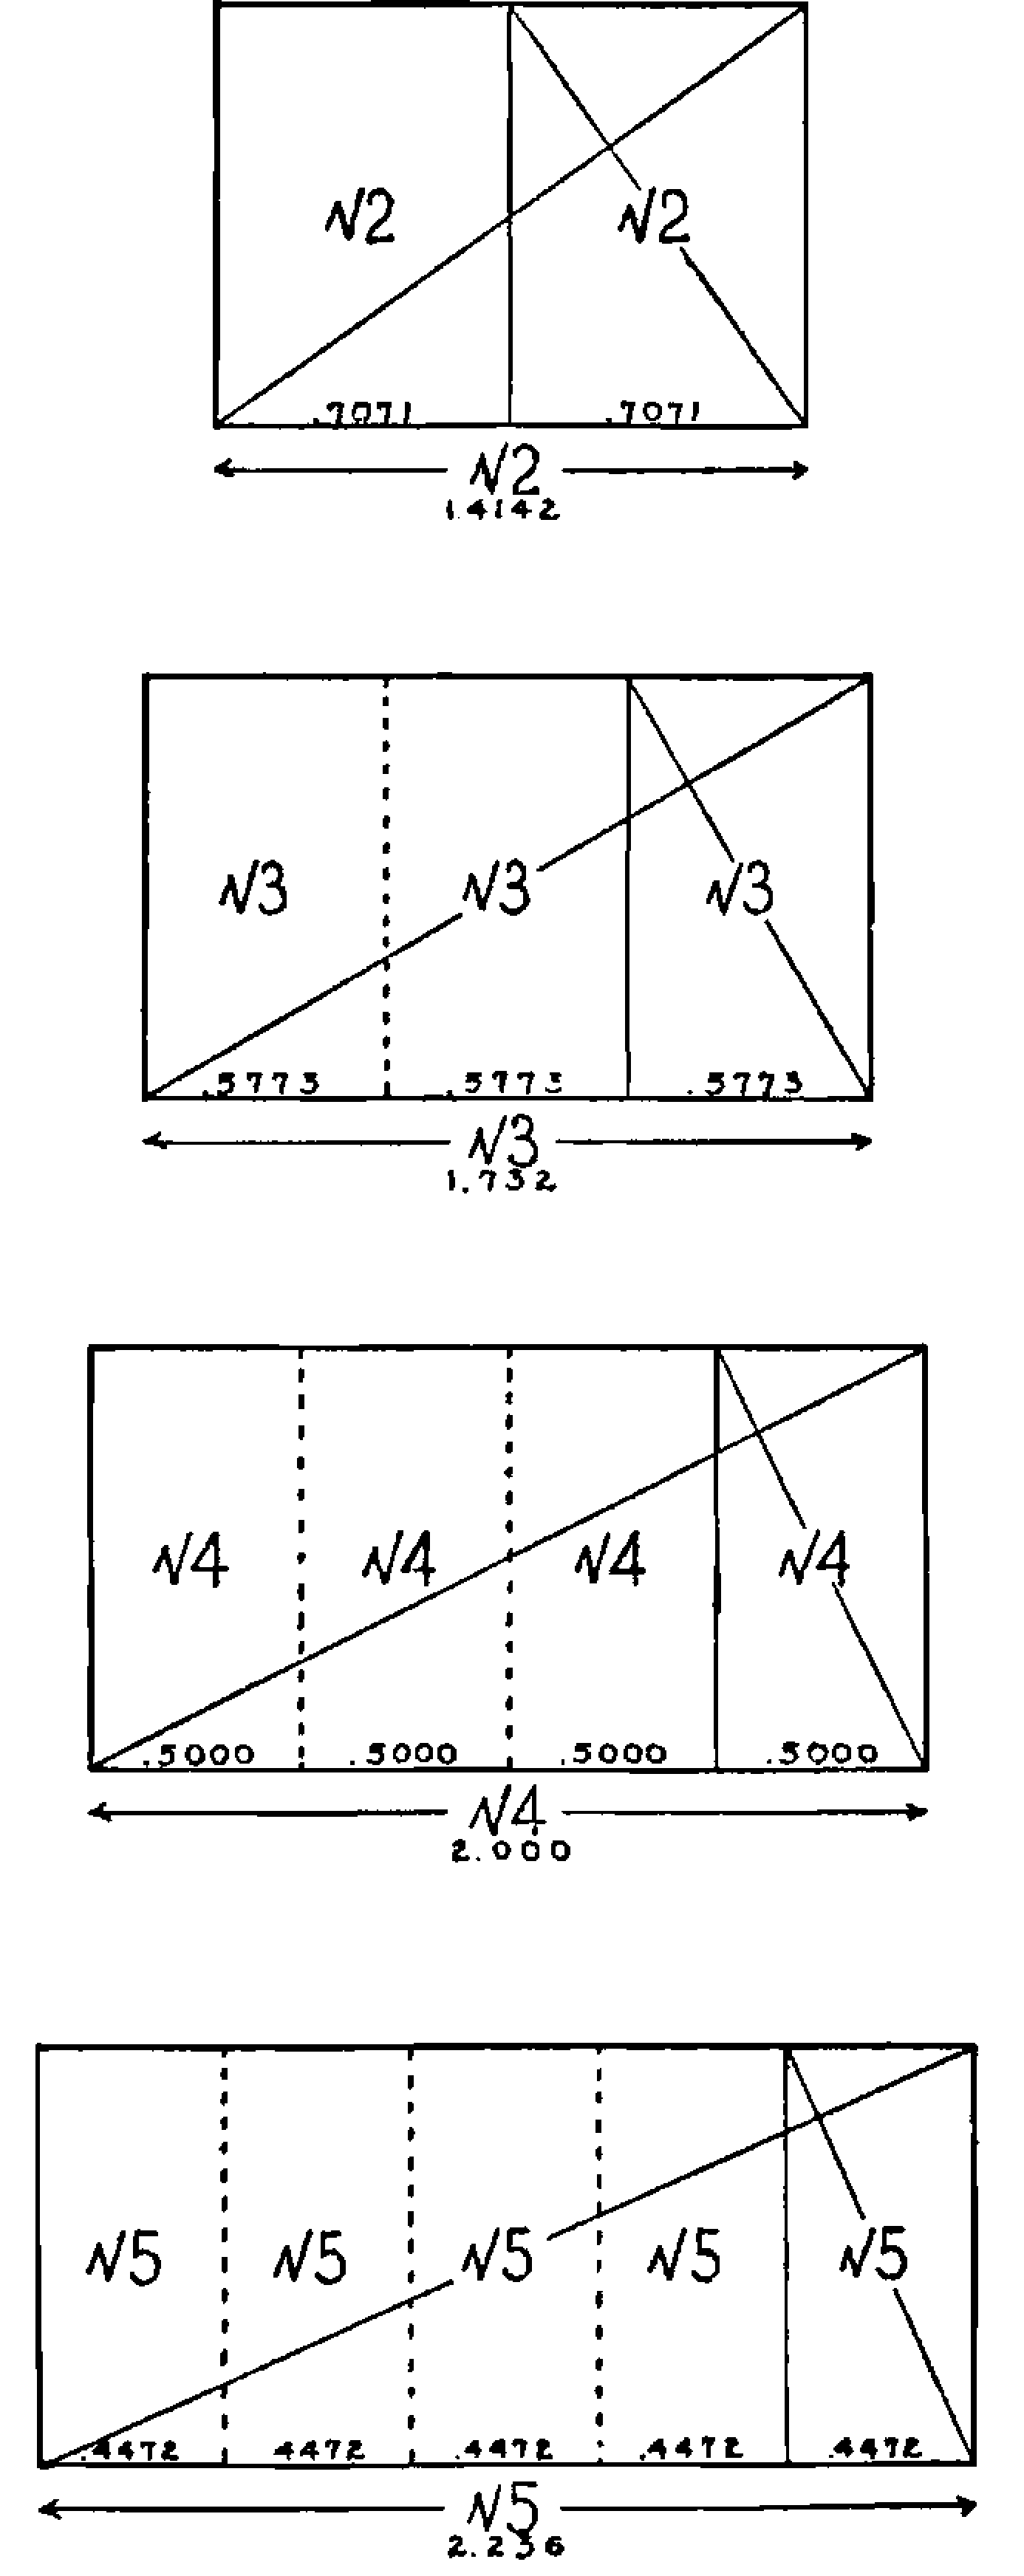 √2 √2
.7071 .7071
√2
1.4142
√3 √3 √3
.5773 .5773 .5773
√3
1.732
√4 √4 √4 √4
.5000 .5000 .5000 .5000
√4
2.000
√5 √5 √5 √5 √5
.4472 4472 .4472 .4472 .4472
√5
2.236